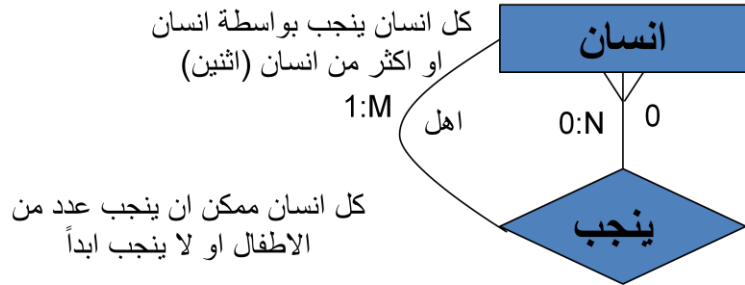 كل انسان ينجب بواسطة انسان
او اكثر من انسان (اثنين)
انسان
1:M
اهل
0:N
0
ينجب
كل انسان ممكن ان ينجب عدد من
الاطفال او لا ينجب ابداً